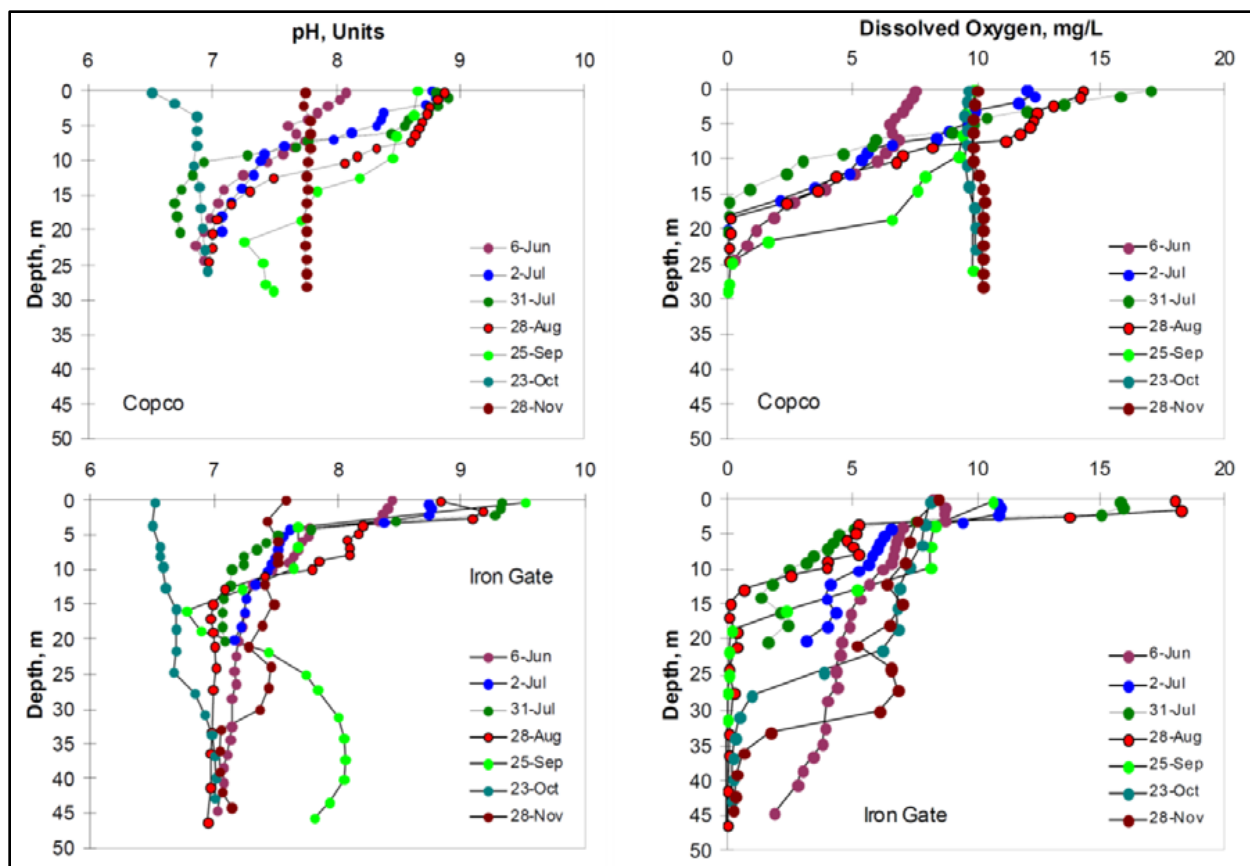 pH, Units
6 7 8 9 10
0
5
10
15
20
25
30
35
40
45
50
Depth, m
6-Jun
2-Jul
31-Jul
28-Aug
25-Sep
23-Oct
28-Nov
Copco
Dissolved Oxygen, mg/L
0 5 10 15 20
0
5
10
15
20
25
30
35
40
45
50
Depth, m
6-Jun
2-Jul
31-Jul
28-Aug
25-Sep
23-Oct
28-Nov
Copco
6 7 8 9 10
0
5
10
15
20
25
30
35
40
45
50
Depth, m
6-Jun
2-Jul
31-Jul
28-Aug
25-Sep
23-Oct
28-Nov
Iron Gate
0 5 10 15 20
0
5
10
15
20
25
30
35
40
45
50
Depth, m
6-Jun
2-Jul
31-Jul
28-Aug
25-Sep
23-Oct
28-Nov
Iron Gate